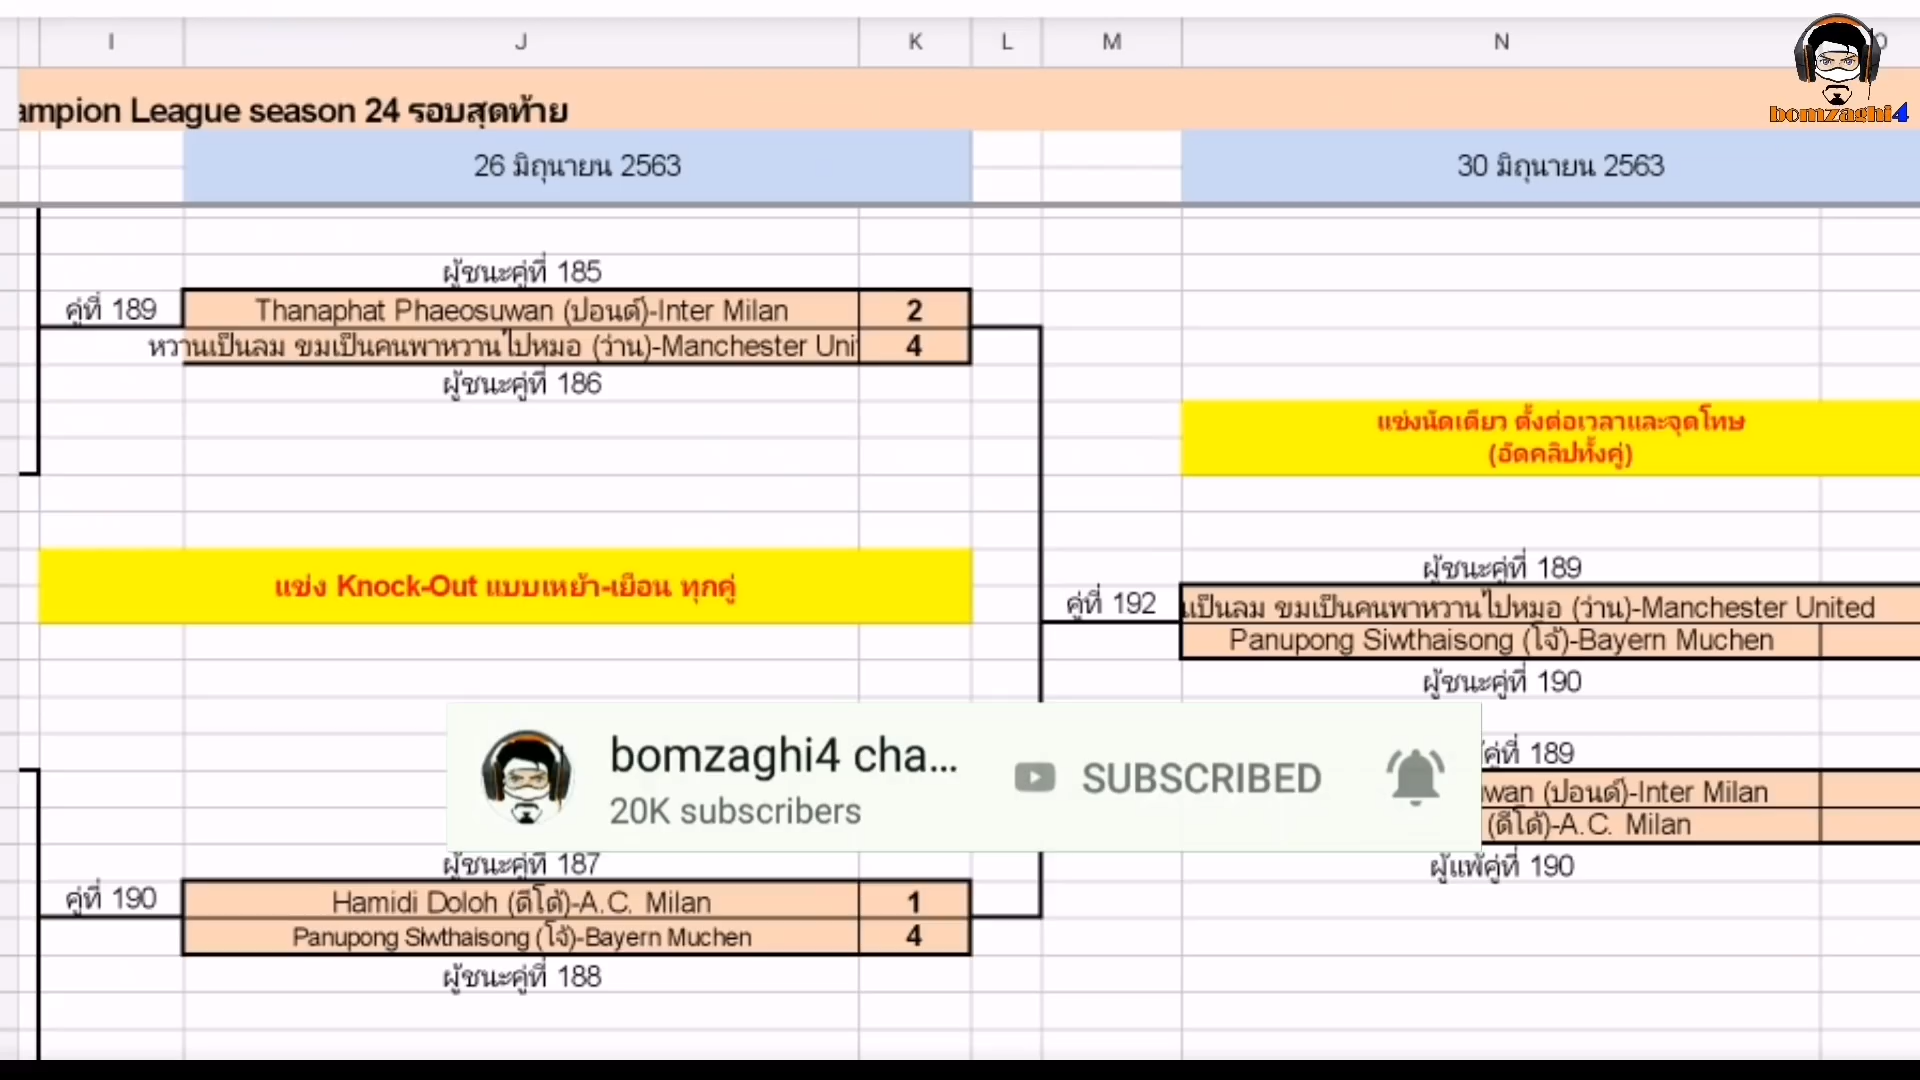 I J K L M N
bomzaghi4
ampion League season 24 รอบสุดท้าย
26 มิถุนายน 2563
30 มิถุนายน 2563
ผู้ชนะคู่ที่ 185
คู่ที่ 189
Thanaphat Phaeosuwan (ปอนด์)-Inter Milan 2
หวานเป็นลม ขมเป็นคนพาหวานไปหมอ (ว่าน)-Manchester Uni 4
ผู้ชนะคู่ที่ 186
แข่งนัดเดียว ตั้งต่อเวลาและจุดโทษ
(อัดคลิปทั้งคู่)
แข่ง Knock-Out แบบเหย้า-เยือน ทุกคู่
ผู้ชนะคู่ที่ 189
คู่ที่ 192
เป็นลม ขมเป็นคนพาหวานไปหมอ (ว่าน)-Manchester United
Panupong Siwthaisong (โจ้)-Bayern Muchen
ผู้ชนะคู่ที่ 190
คู่ที่ 189
wan (ปอนด์)-Inter Milan
(ดีโด้)-A.C. Milan
ผู้แพ้คู่ที่ 190
bomzaghi4 cha...
20K subscribers
SUBSCRIBED
ผู้ชนะคู่ที่ 187
คู่ที่ 190
Hamidi Doloh (ดีโด้)-A.C. Milan 1
Panupong Siwthaisong (โจ้)-Bayern Muchen 4
ผู้ชนะคู่ที่ 188